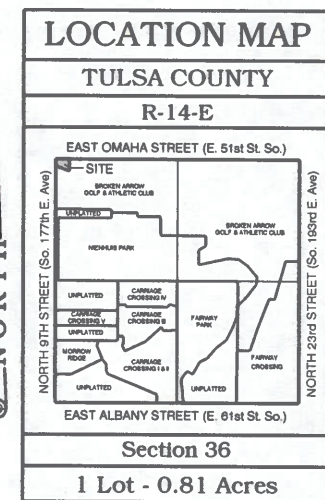 LOCATION MAP
TULSA COUNTY
R-14-E
EAST OMAHA STREET (E. 51st St. So.)
SITE
BROKEN ARROW
GOLF & ATHLETIC CLUB
UNPLATTED
BROKEN ARROW
GOLF & ATHLETIC CLUB
NIENHUIS PARK
NORTH 9TH STREET (So. 177th E. Ave)
NORTH 23rd STREET (So. 193rd E. Ave)
NORTH
UNPLATTED
CARRIAGE
CROSSING IV
CARRIAGE
CROSSING V
CARRIAGE
CROSSING III
UNPLATTED
FAIRWAY
PARK
MORROW
RIDGE
CARRIAGE
CROSSING I & II
FAIRWAY
CROSSING
UNPLATTED
UNPLATTED
EAST ALBANY STREET (E. 61st St. So.)
Section 36
1 Lot - 0.81 Acres